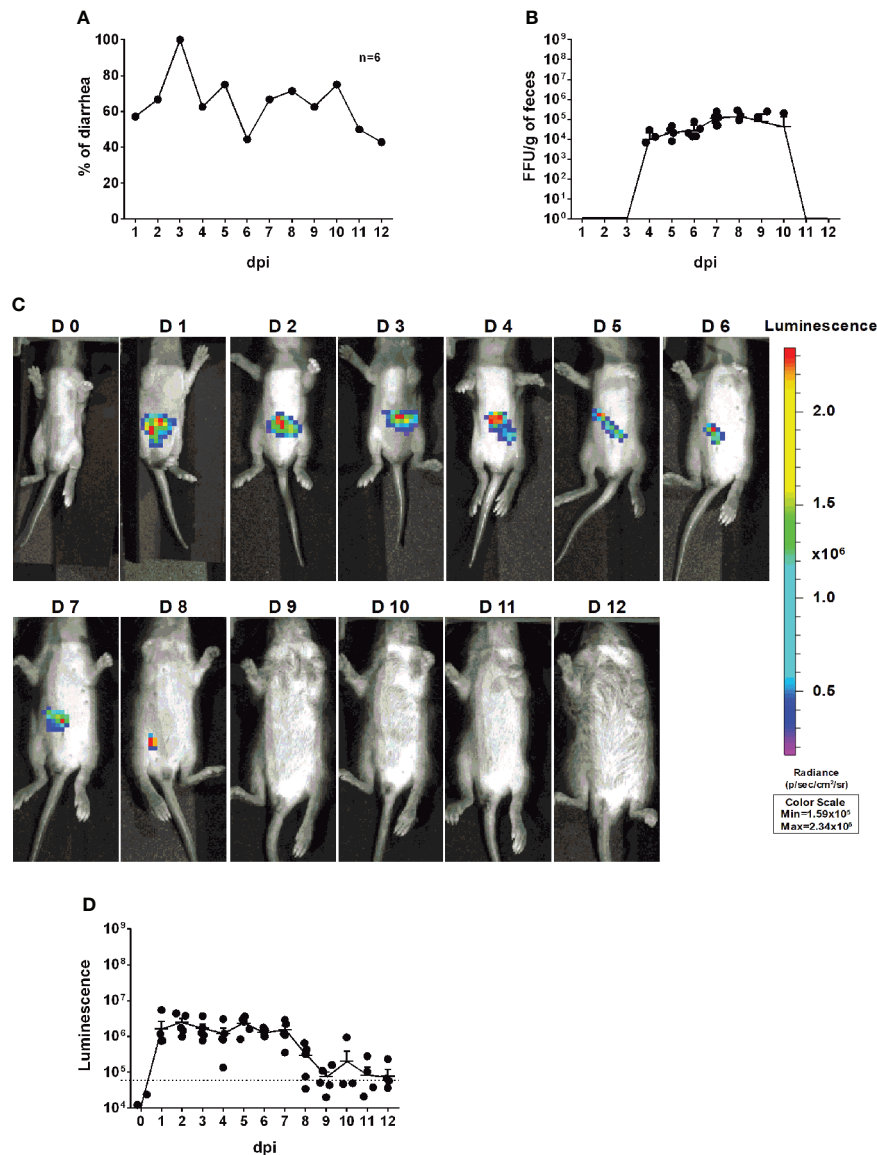 A
% of diarrhea
100
80
60
40
20
0
n=6
1 2 3 4 5 6 7 8 9 10 11 12
dpi
B
FFU/g of feces
10⁹
10⁸
10⁷
10⁶
10⁵
10⁴
10³
10²
10¹
10⁰
1 2 3 4 5 6 7 8 9 10 11 12
dpi
C
D 0 D 1 D 2 D 3 D 4 D 5 D 6
D 7 D 8 D 9 D 10 D 11 D 12
Luminescence
2.0
1.5
x10⁶
1.0
0.5
Radiance
(p/sec/cm²/sr)
Color Scale
Min=1.59x10⁵
Max=2.34x10⁶
D
Luminescence
10⁹
10⁸
10⁷
10⁶
10⁵
10⁴
0 1 2 3 4 5 6 7 8 9 10 11 12
dpi